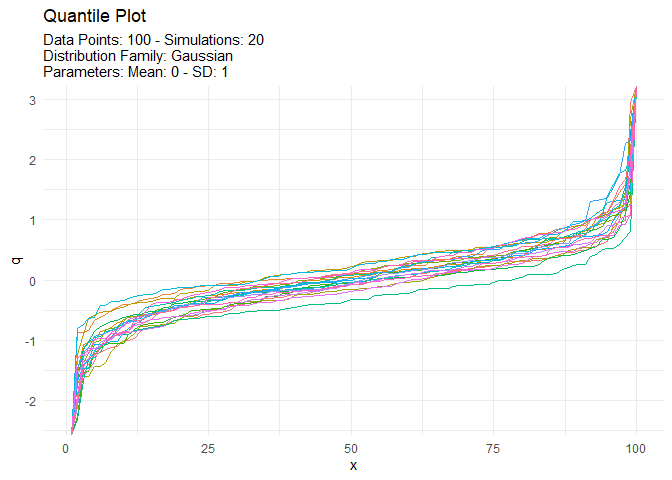 Quantile Plot
Data Points: 100 - Simulations: 20
Distribution Family: Gaussian
Parameters: Mean: 0 - SD: 1
3
2
1
0
-1
-2
q
0 25 50 75 100
x